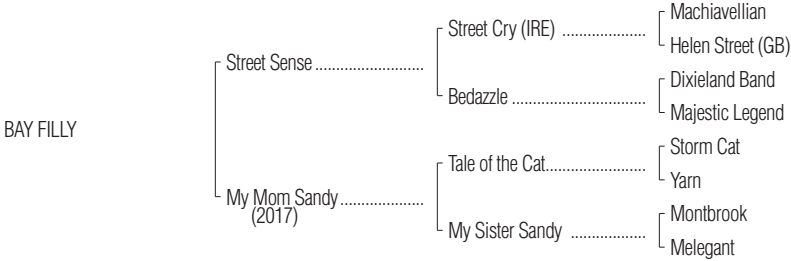 Machiavellian
Street Cry (IRE) ....................
Helen Street (GB)
Street Sense ..........................
Dixieland Band
Bedazzle ................................
Majestic Legend
BAY FILLY
Storm Cat
Tale of the Cat........................
Yarn
My Mom Sandy ....................
(2017)
Montbrook
My Sister Sandy ..................
Melegant